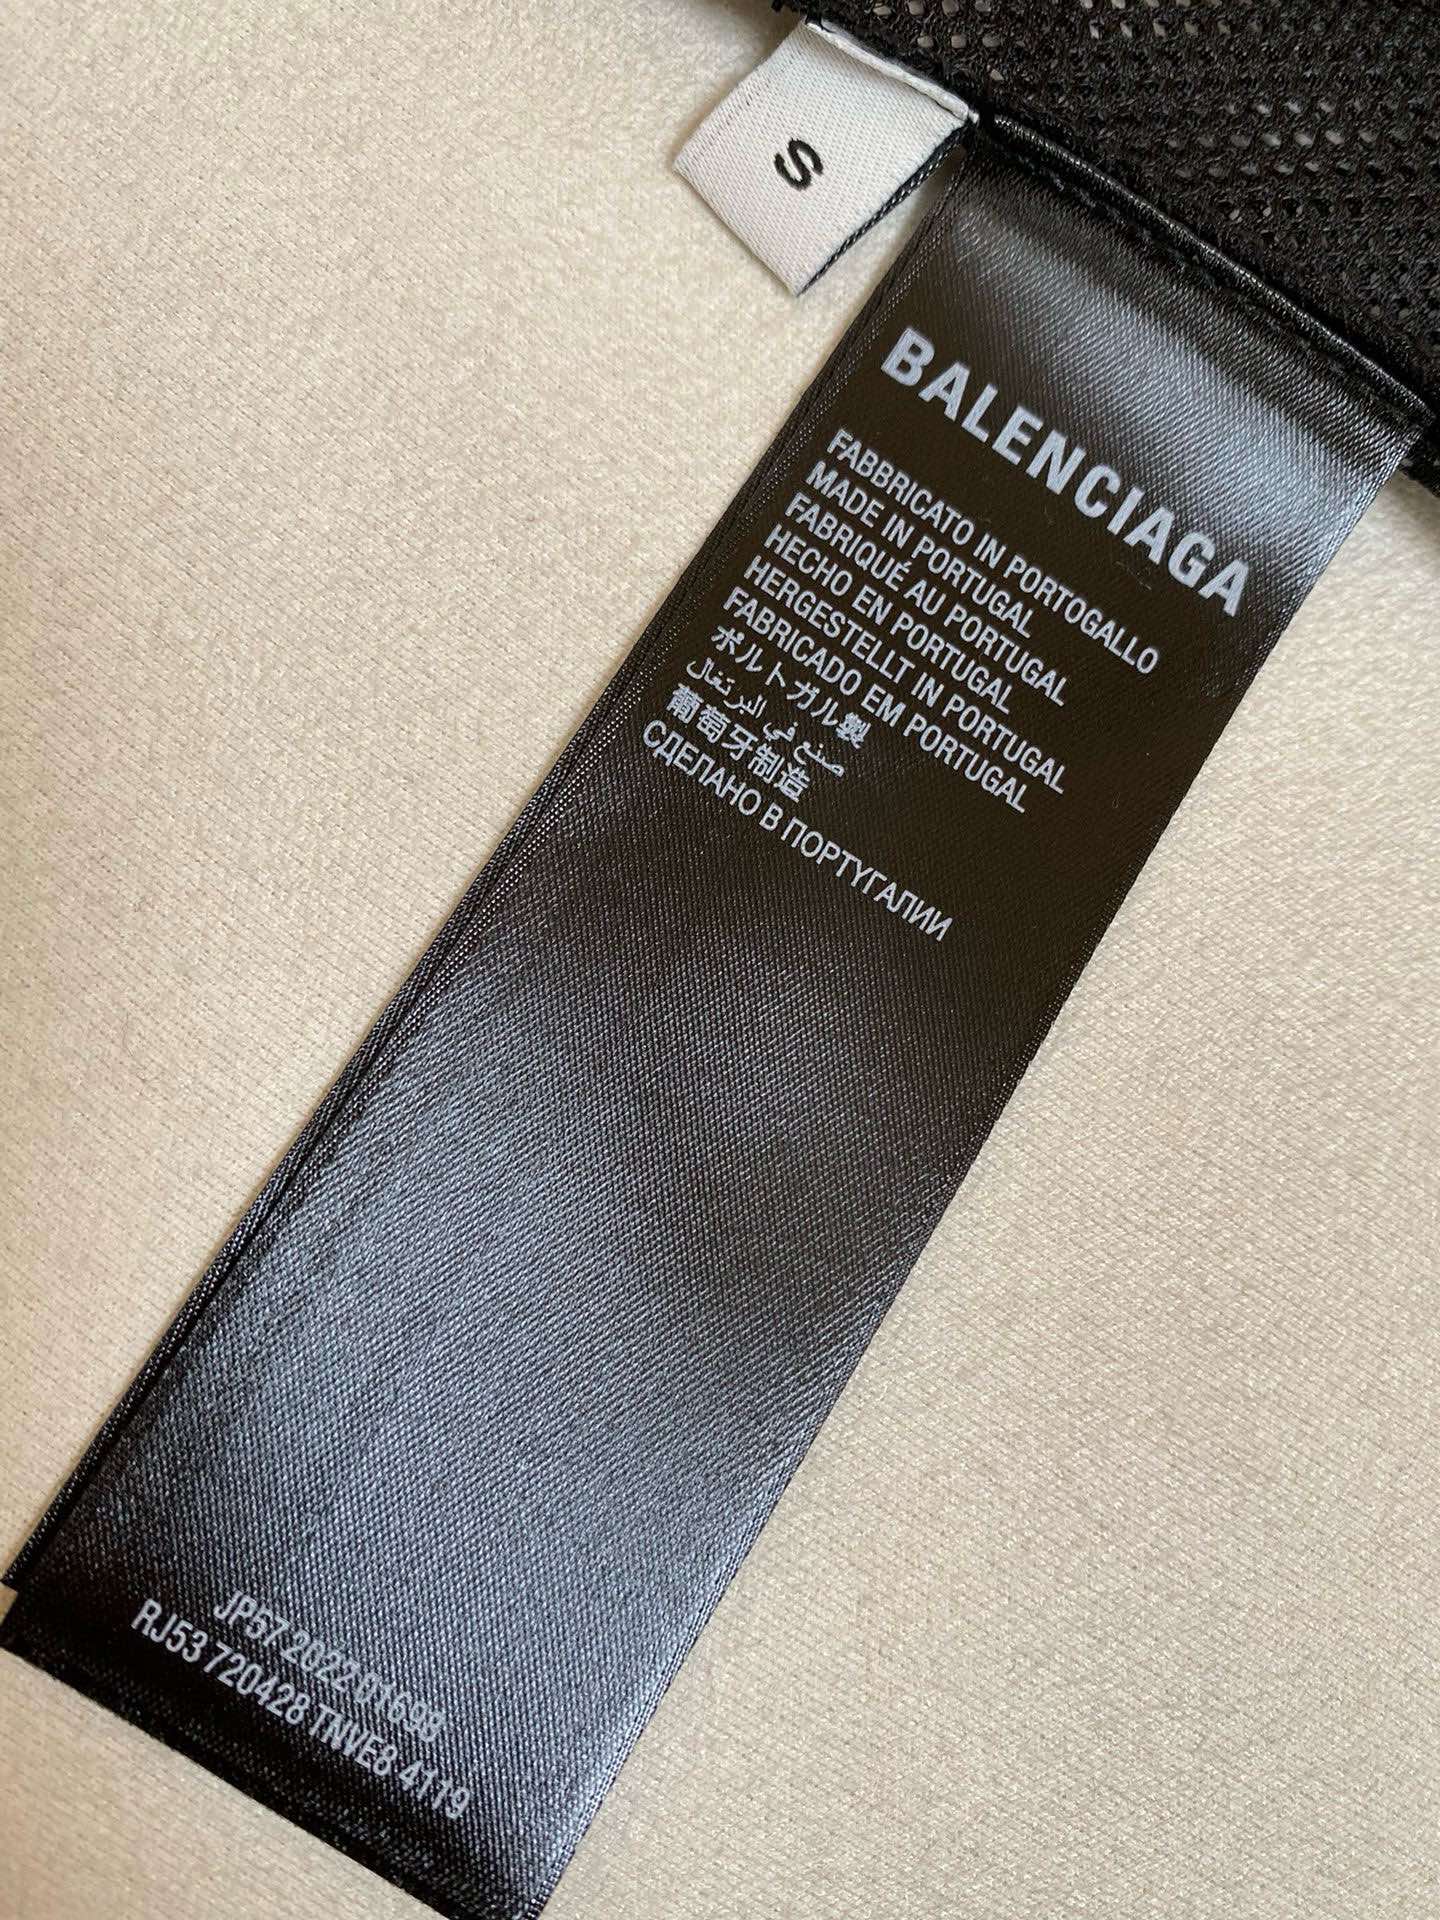 S
BALENCIAGA
FABBRICATO IN PORTOGALLO
MADE IN PORTUGAL
FABRIQUÉ AU PORTUGAL
HECHO EN PORTUGAL
HERGESTELLT IN PORTUGAL
FABRICADO EM PORTUGAL
ポルトガル製
صنع في البرتغال
葡萄牙制造
СДЕЛАНО В ПОРТУГАЛИИ
JP57 2022 01699
RJ53 720428 TNVE8 4119